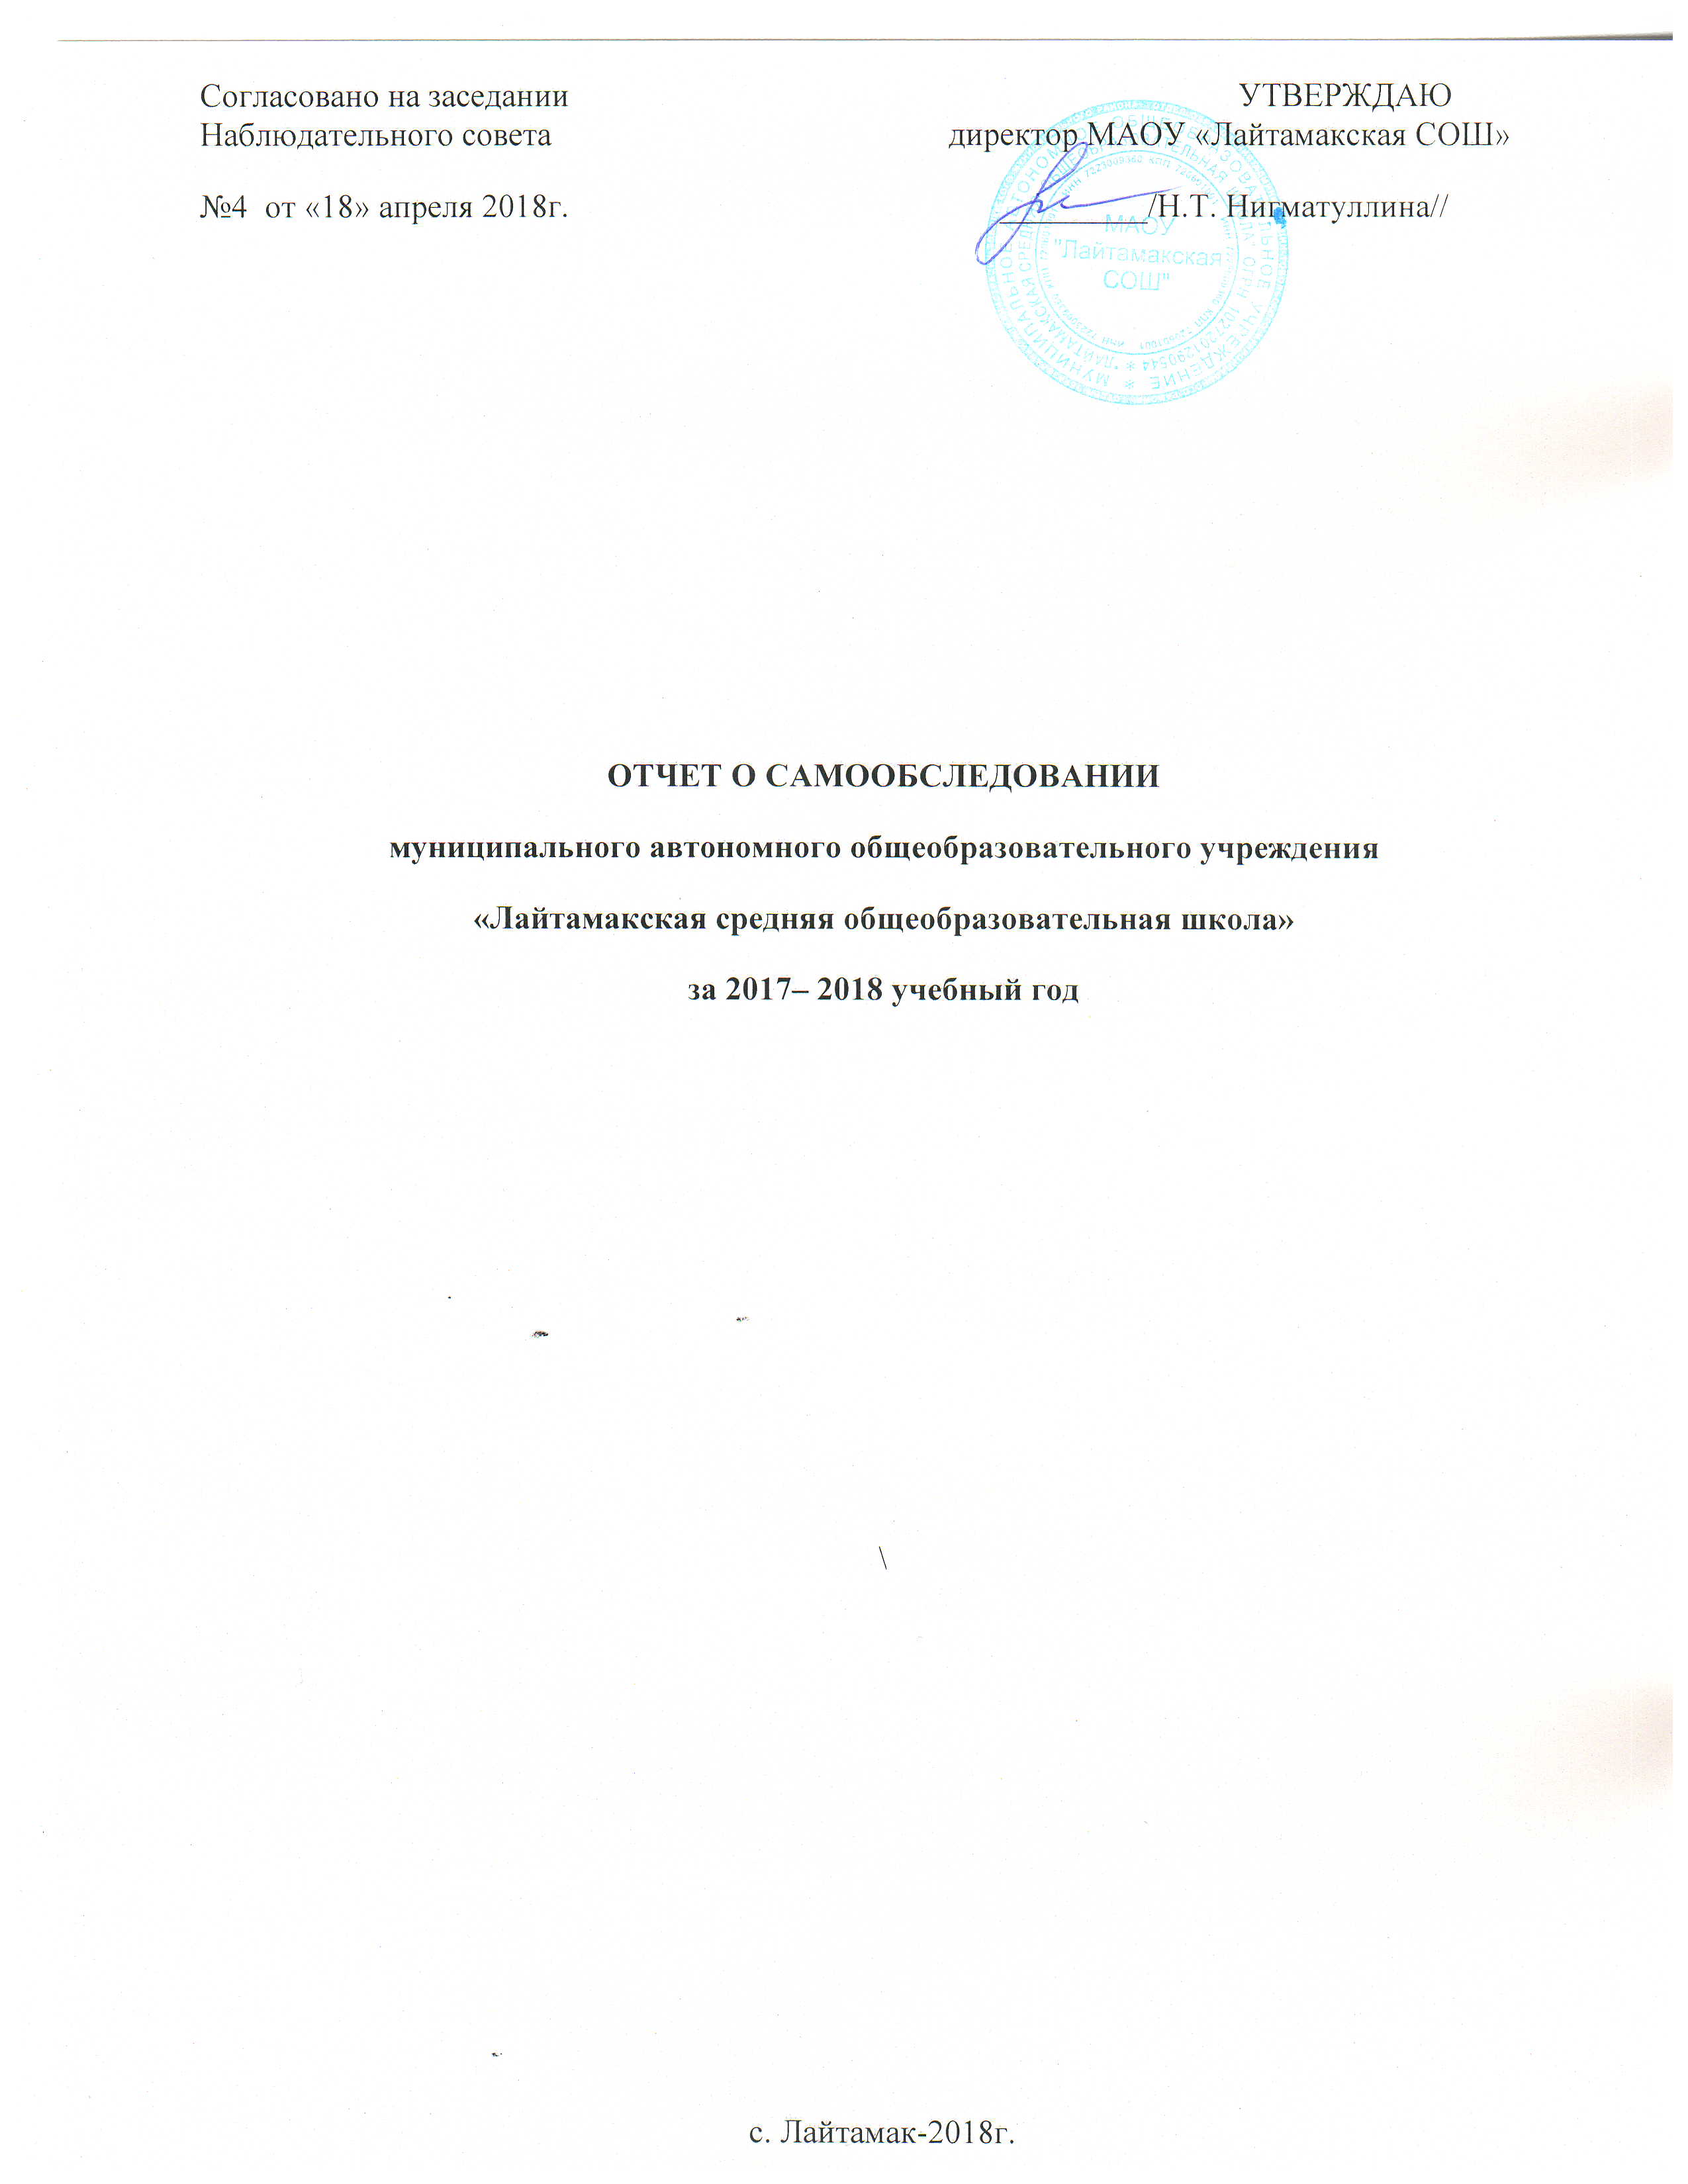 Согласовано на заседании
Наблюдательного совета
№4 от «18» апреля 2018г.
УТВЕРЖДАЮ
директор МАОУ «Лайтамакская СОШ»
/Н.Т. Нигматуллина//
МАОУ
"Лайтамакская
СОШ"
ОТЧЕТ О САМООБСЛЕДОВАНИИ
муниципального автономного общеобразовательного учреждения
«Лайтамакская средняя общеобразовательная школа»
за 2017– 2018 учебный год
\
с. Лайтамак-2018г.